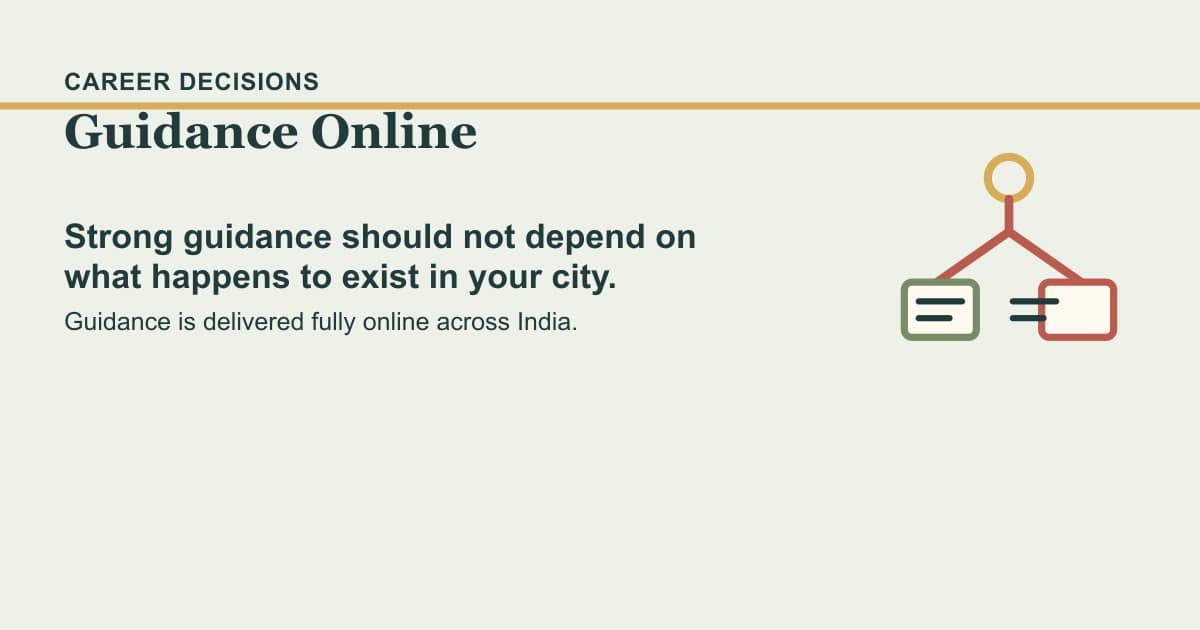 CAREER DECISIONS
Guidance Online
Strong guidance should not depend on
what happens to exist in your city.
Guidance is delivered fully online across India.